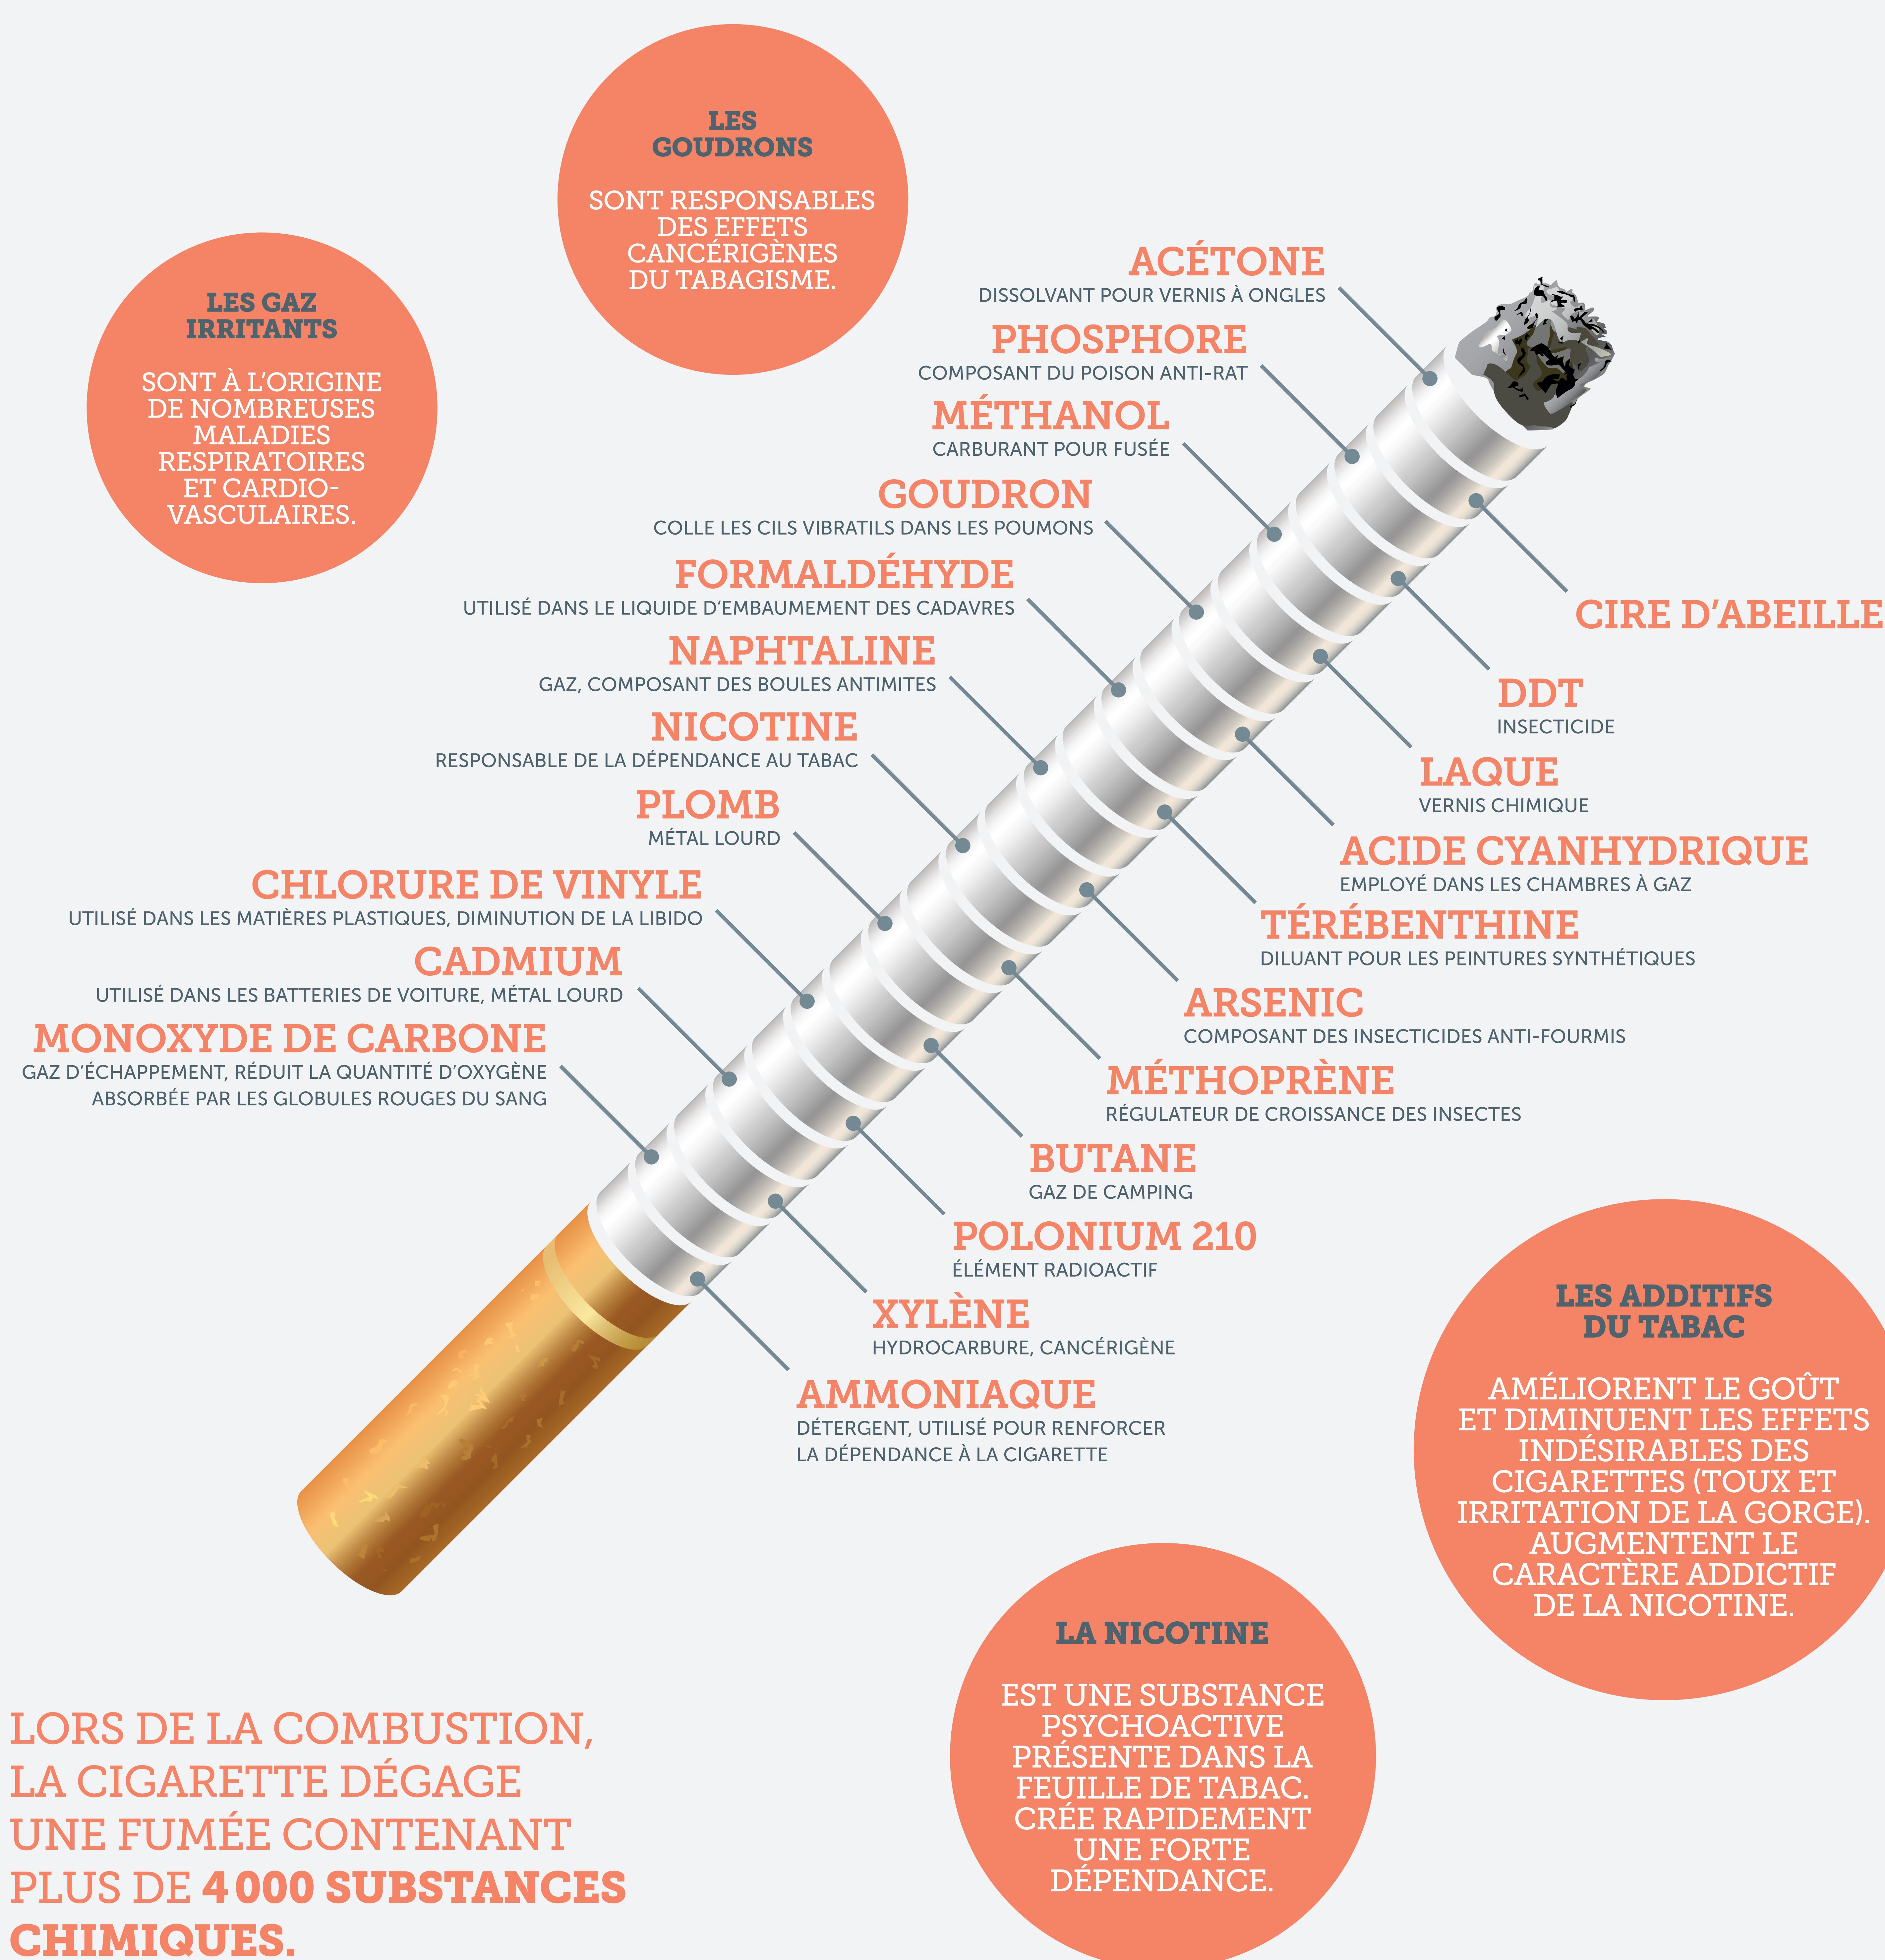 LES
GOUDRONS
SONT RESPONSABLES
DES EFFETS
CANCÉRIGÈNES
DU TABAGISME.
LES GAZ
IRRITANTS
SONT À L’ORIGINE
DE NOMBREUSES
MALADIES
RESPIRATOIRES
ET CARDIO-
VASCULAIRES.
ACÉTONE
DISSOLVANT POUR VERNIS À ONGLES
PHOSPHORE
COMPOSANT DU POISON ANTI-RAT
MÉTHANOL
CARBURANT POUR FUSÉE
GOUDRON
COLLE LES CILS VIBRATILS DANS LES POUMONS
FORMALDÉHYDE
UTILISÉ DANS LE LIQUIDE D’EMBAUMEMENT DES CADAVRES
NAPHTALINE
GAZ, COMPOSANT DES BOULES ANTIMITES
NICOTINE
RESPONSABLE DE LA DÉPENDANCE AU TABAC
PLOMB
MÉTAL LOURD
CHLORURE DE VINYLE
UTILISÉ DANS LES MATIÈRES PLASTIQUES, DIMINUTION DE LA LIBIDO
CADMIUM
UTILISÉ DANS LES BATTERIES DE VOITURE, MÉTAL LOURD
MONOXYDE DE CARBONE
GAZ D’ÉCHAPPEMENT, RÉDUIT LA QUANTITÉ D’OXYGÈNE
ABSORBÉE PAR LES GLOBULES ROUGES DU SANG
CIRE D’ABEILLE
DDT
INSECTICIDE
LAQUE
VERNIS CHIMIQUE
ACIDE CYANHYDRIQUE
EMPLOYÉ DANS LES CHAMBRES À GAZ
TÉRÉBENTHINE
DILUANT POUR LES PEINTURES SYNTHÉTIQUES
ARSENIC
COMPOSANT DES INSECTICIDES ANTI-FOURMIS
MÉTHOPRÈNE
RÉGULATEUR DE CROISSANCE DES INSECTES
BUTANE
GAZ DE CAMPING
POLONIUM 210
ÉLÉMENT RADIOACTIF
XYLÈNE
HYDROCARBURE, CANCÉRIGÈNE
AMMONIAQUE
DÉTERGENT, UTILISÉ POUR RENFORCER
LA DÉPENDANCE À LA CIGARETTE
LES ADDITIFS
DU TABAC
AMÉLIORENT LE GOÛT
ET DIMINUENT LES EFFETS
INDÉSIRABLES DES
CIGARETTES (TOUX ET
IRRITATION DE LA GORGE).
AUGMENTENT LE
CARACTÈRE ADDICTIF
DE LA NICOTINE.
LA NICOTINE
EST UNE SUBSTANCE
PSYCHOACTIVE
PRÉSENTE DANS LA
FEUILLE DE TABAC.
CRÉE RAPIDEMENT
UNE FORTE
DÉPENDANCE.
LORS DE LA COMBUSTION,
LA CIGARETTE DÉGAGE
UNE FUMÉE CONTENANT
PLUS DE 4 000 SUBSTANCES
CHIMIQUES.